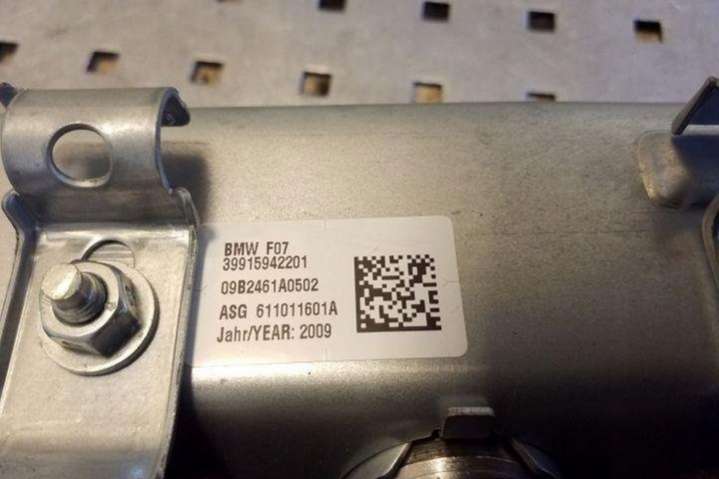 BMW F07
39915942201
09B2461A0502
ASG 611011601A
Jahr/YEAR: 2009